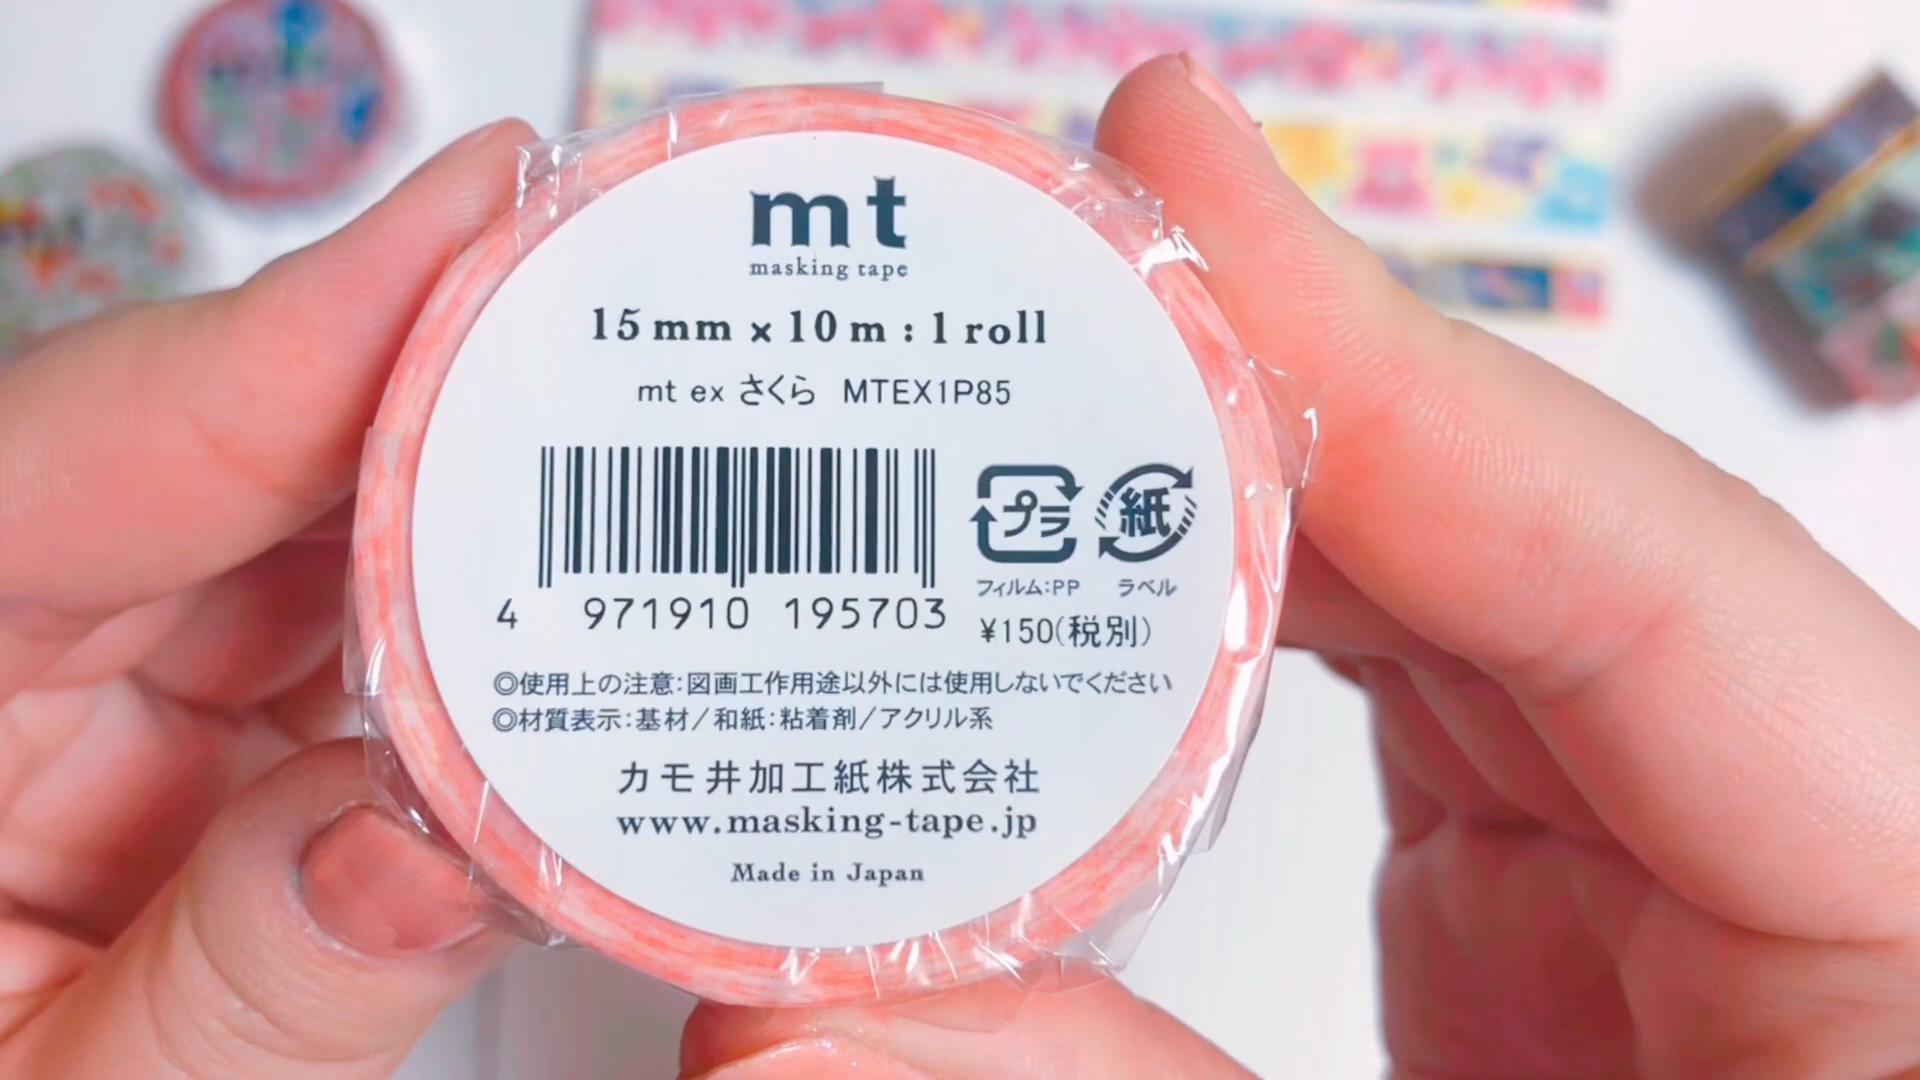 mt
masking tape
15mm x 10m : 1 roll
mt ex さくら MTEX1P85
プラ 紙
フィルム:PP ラベル
4 971910 195703
¥150(税別)
◎使用上の注意:図画工作用途以外には使用しないでください
◎材質表示:基材/和紙:粘着剤/アクリル系
カモ井加工紙株式会社
www.masking-tape.jp
Made in Japan